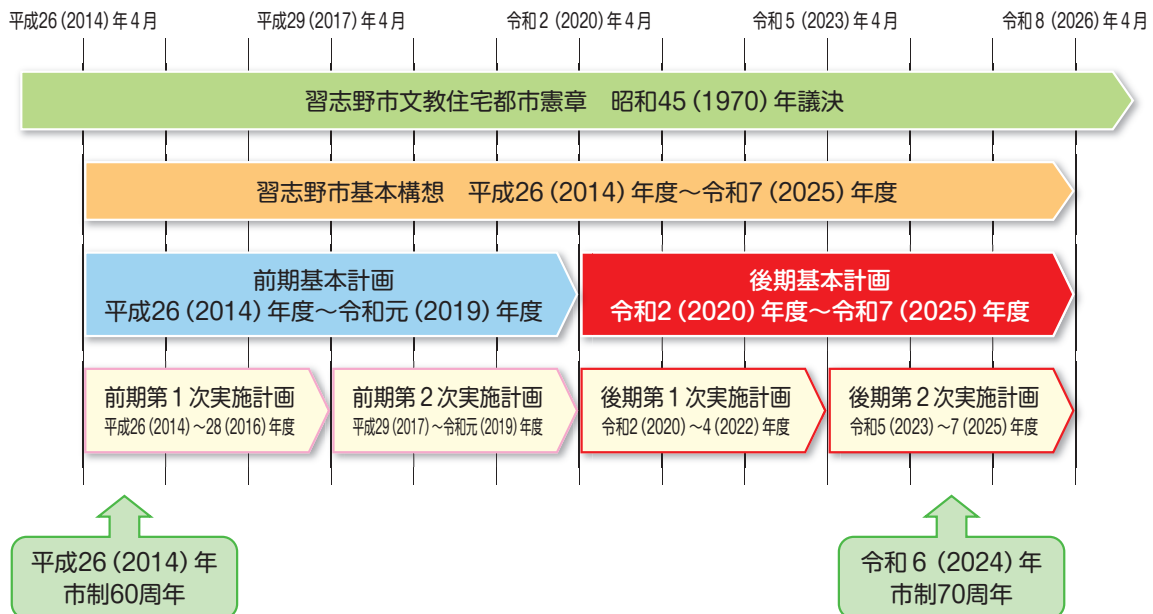 平成26(2014)年4月
平成29(2017)年4月
令和2(2020)年4月
令和5(2023)年4月
令和8(2026)年4月
習志野市文教住宅都市憲章　昭和45(1970)年議決
習志野市基本構想　平成26(2014)年度～令和7(2025)年度
前期基本計画
平成26(2014)年度～令和元(2019)年度
後期基本計画
令和2(2020)年度～令和7(2025)年度
前期第1次実施計画
平成26(2014)～28(2016)年度
前期第2次実施計画
平成29(2017)～令和元(2019)年度
後期第1次実施計画
令和2(2020)～4(2022)年度
後期第2次実施計画
令和5(2023)～7(2025)年度
平成26(2014)年
市制60周年
令和6(2024)年
市制70周年